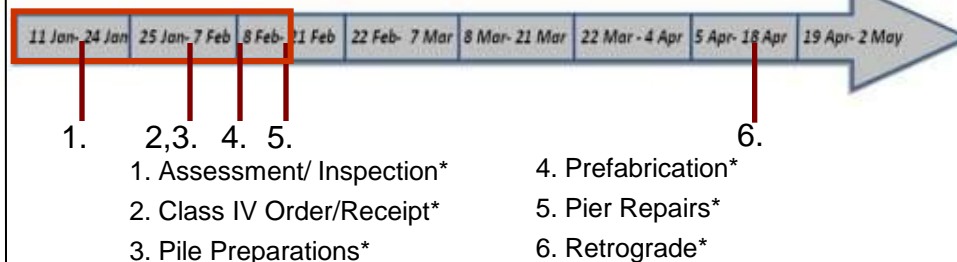 11 Jan- 24 Jan 25 Jan- 7 Feb 8 Feb- 21 Feb 22 Feb- 7 Mar 8 Mar- 21 Mar 22 Mar - 4 Apr 5 Apr- 18 Apr 19 Apr- 2 May
1. 2,3. 4. 5. 6.
1. Assessment/ Inspection* 4. Prefabrication*
2. Class IV Order/Receipt* 5. Pier Repairs*
3. Pile Preparations* 6. Retrograde*